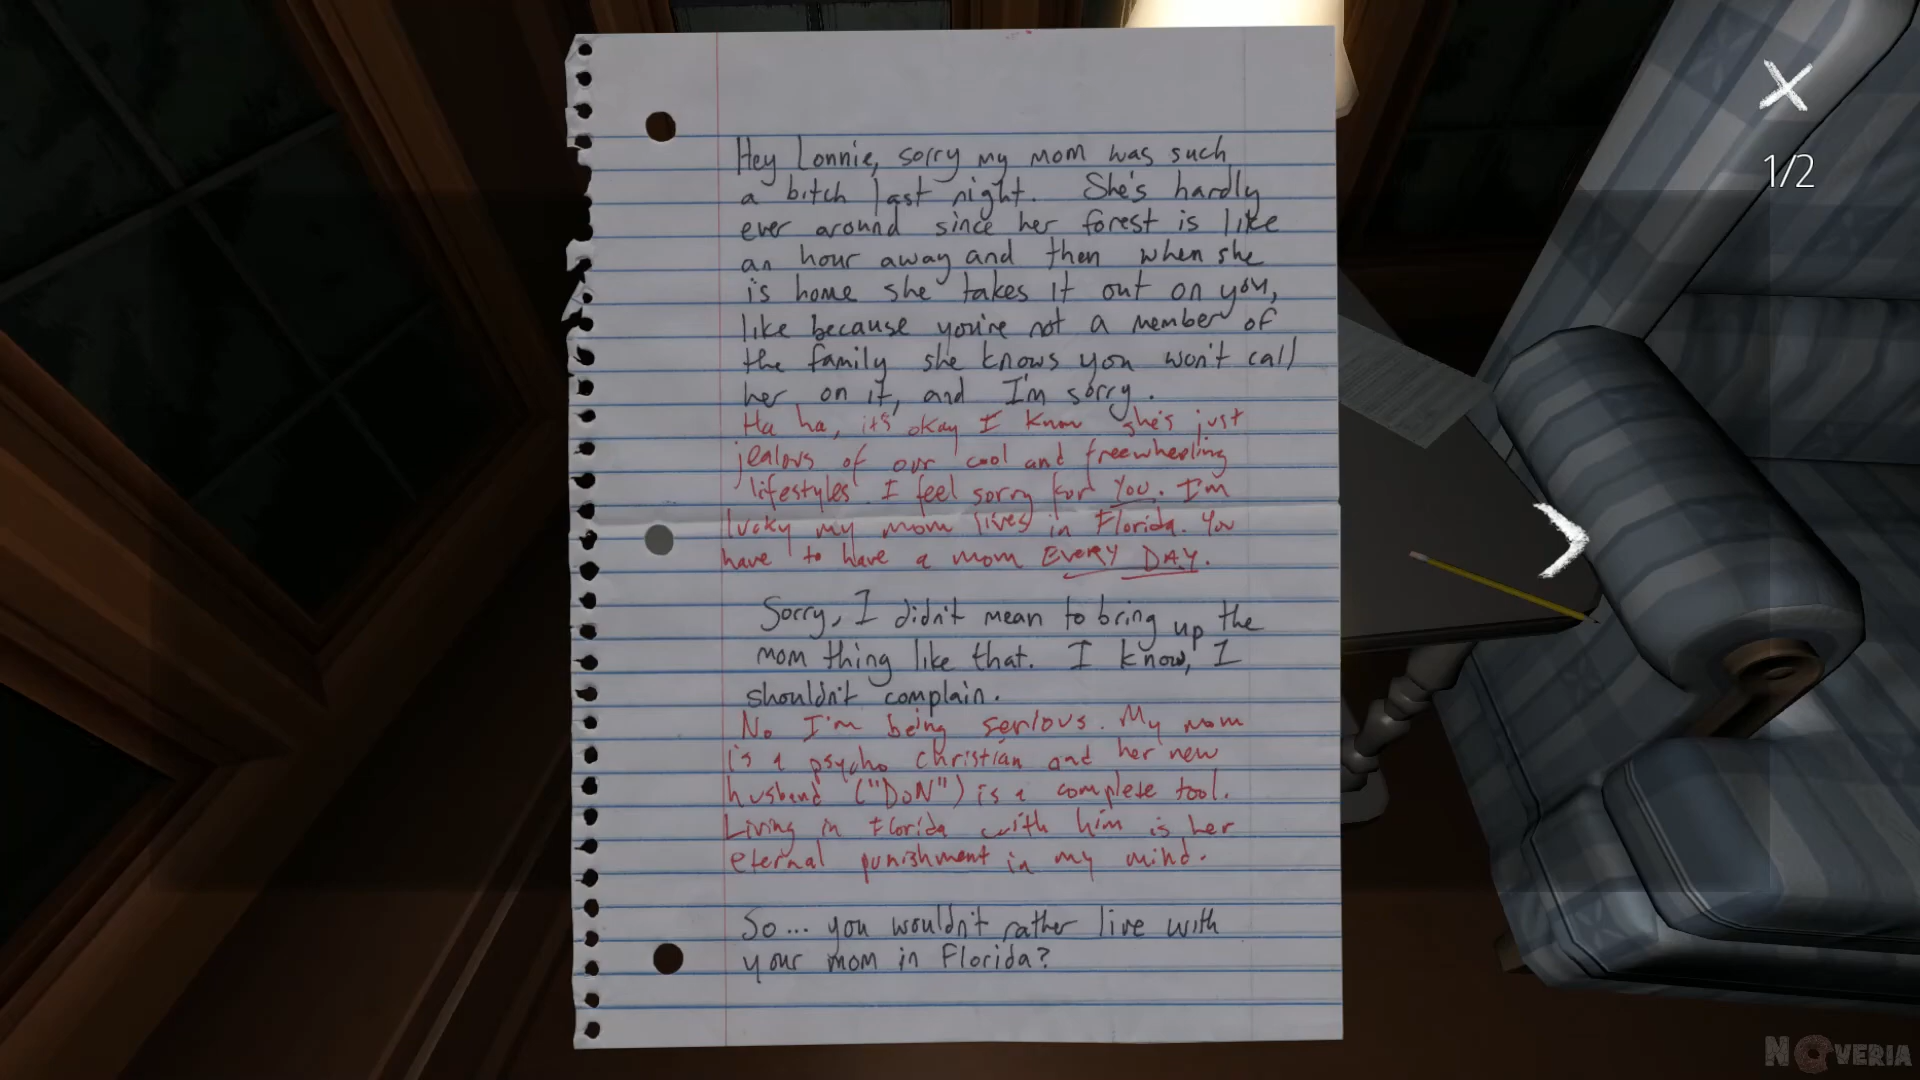 Hey Lonnie, sorry my mom was such
a bitch last night. She's hardly
ever around since her forest is like
an hour away and then when she
is home she takes it out on you,
like because you're not a member of
the family she knows you won't call
her on it, and I'm sorry.
Ha ha, it's okay I know she's just
jealous of our cool and freewheeling
lifestyles. I feel sorry for you. I'm
lucky my mom lives in Florida. You
have to have a mom EVERY DAY.
Sorry, I didn't mean to bring up the
mom thing like that. I know, I
shouldn't complain.
No I'm being serious. My mom
is a psycho Christian and her new
husband ("DoN") is a complete tool.
Living in Florida with him is her
eternal punishment in my mind.
So... you wouldn't rather live with
your mom in Florida?
1/2
NOVERIA